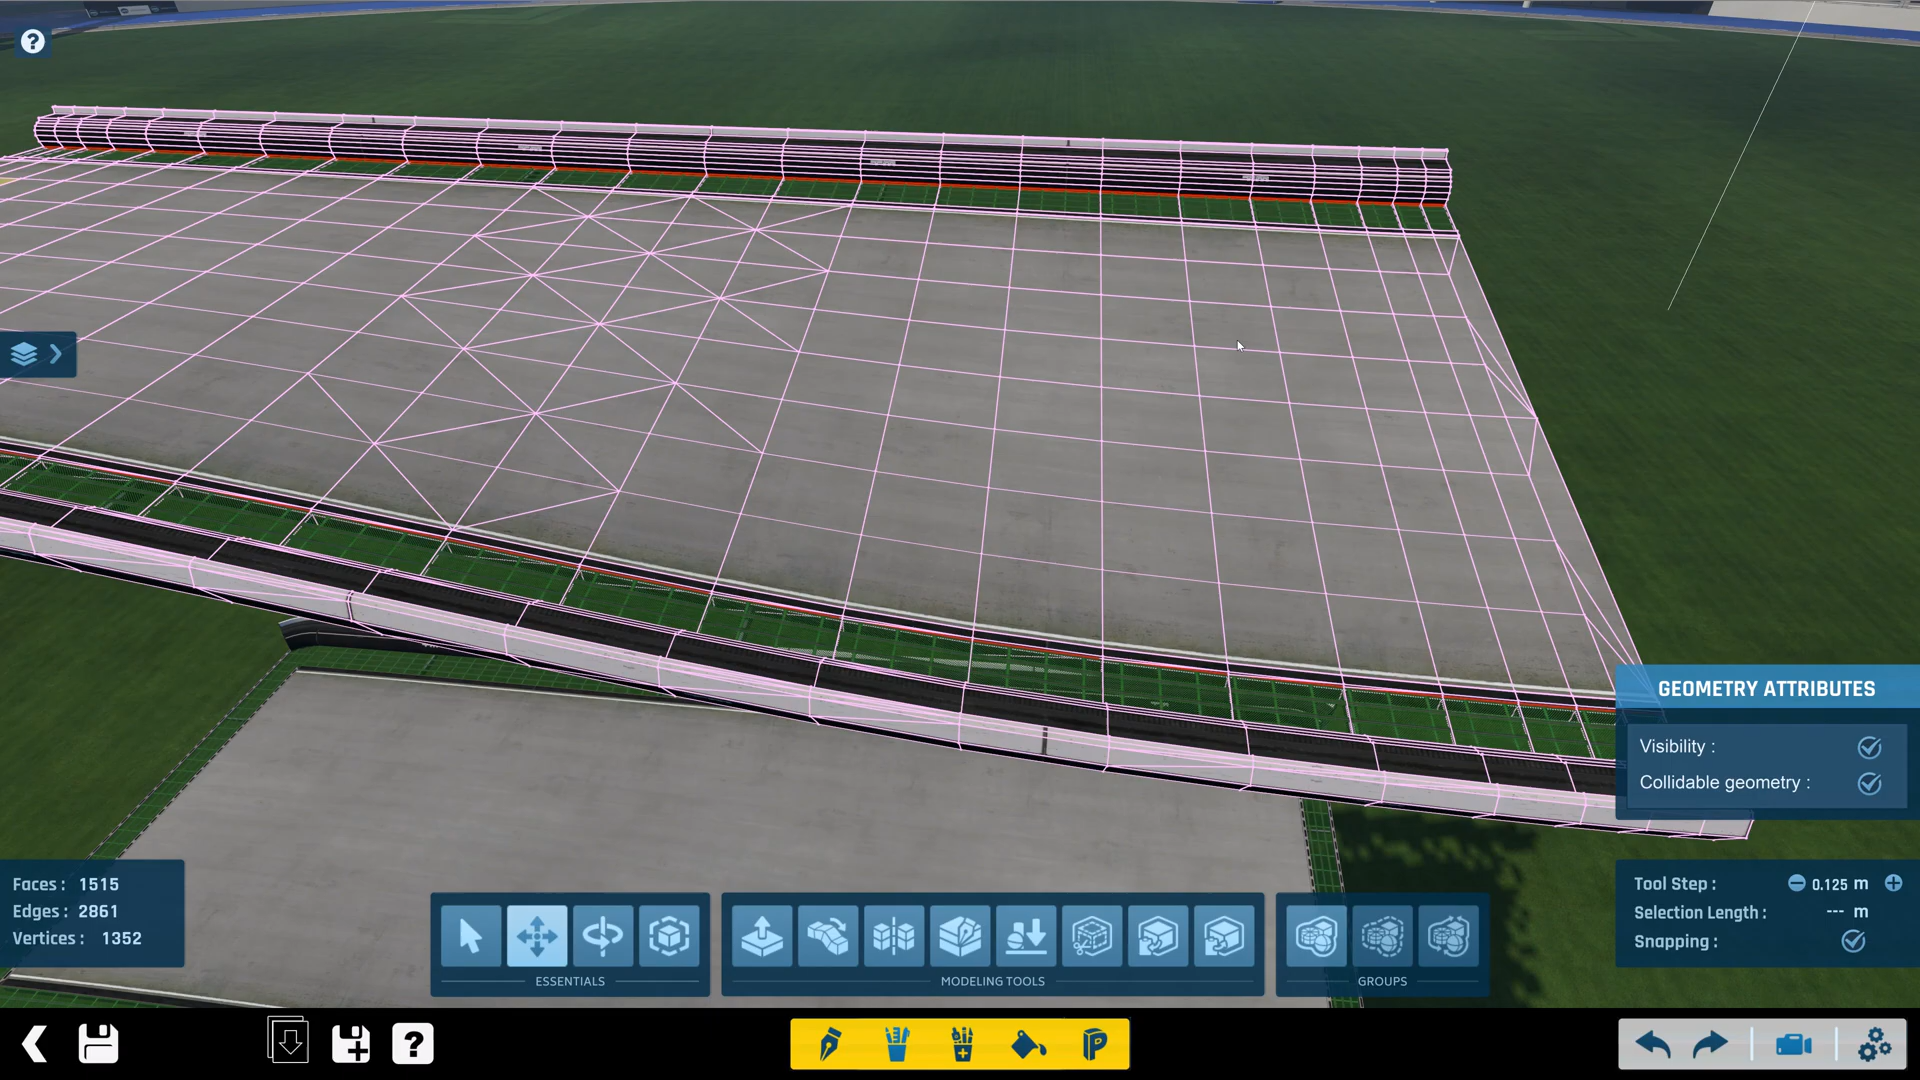 ?
GEOMETRY ATTRIBUTES
Visibility :
Collidable geometry :
Faces : 1515
Edges : 2861
Vertices : 1352
ESSENTIALS
MODELING TOOLS
GROUPS
Tool Step : 0.125 m
Selection Length : --- m
Snapping :
?
P